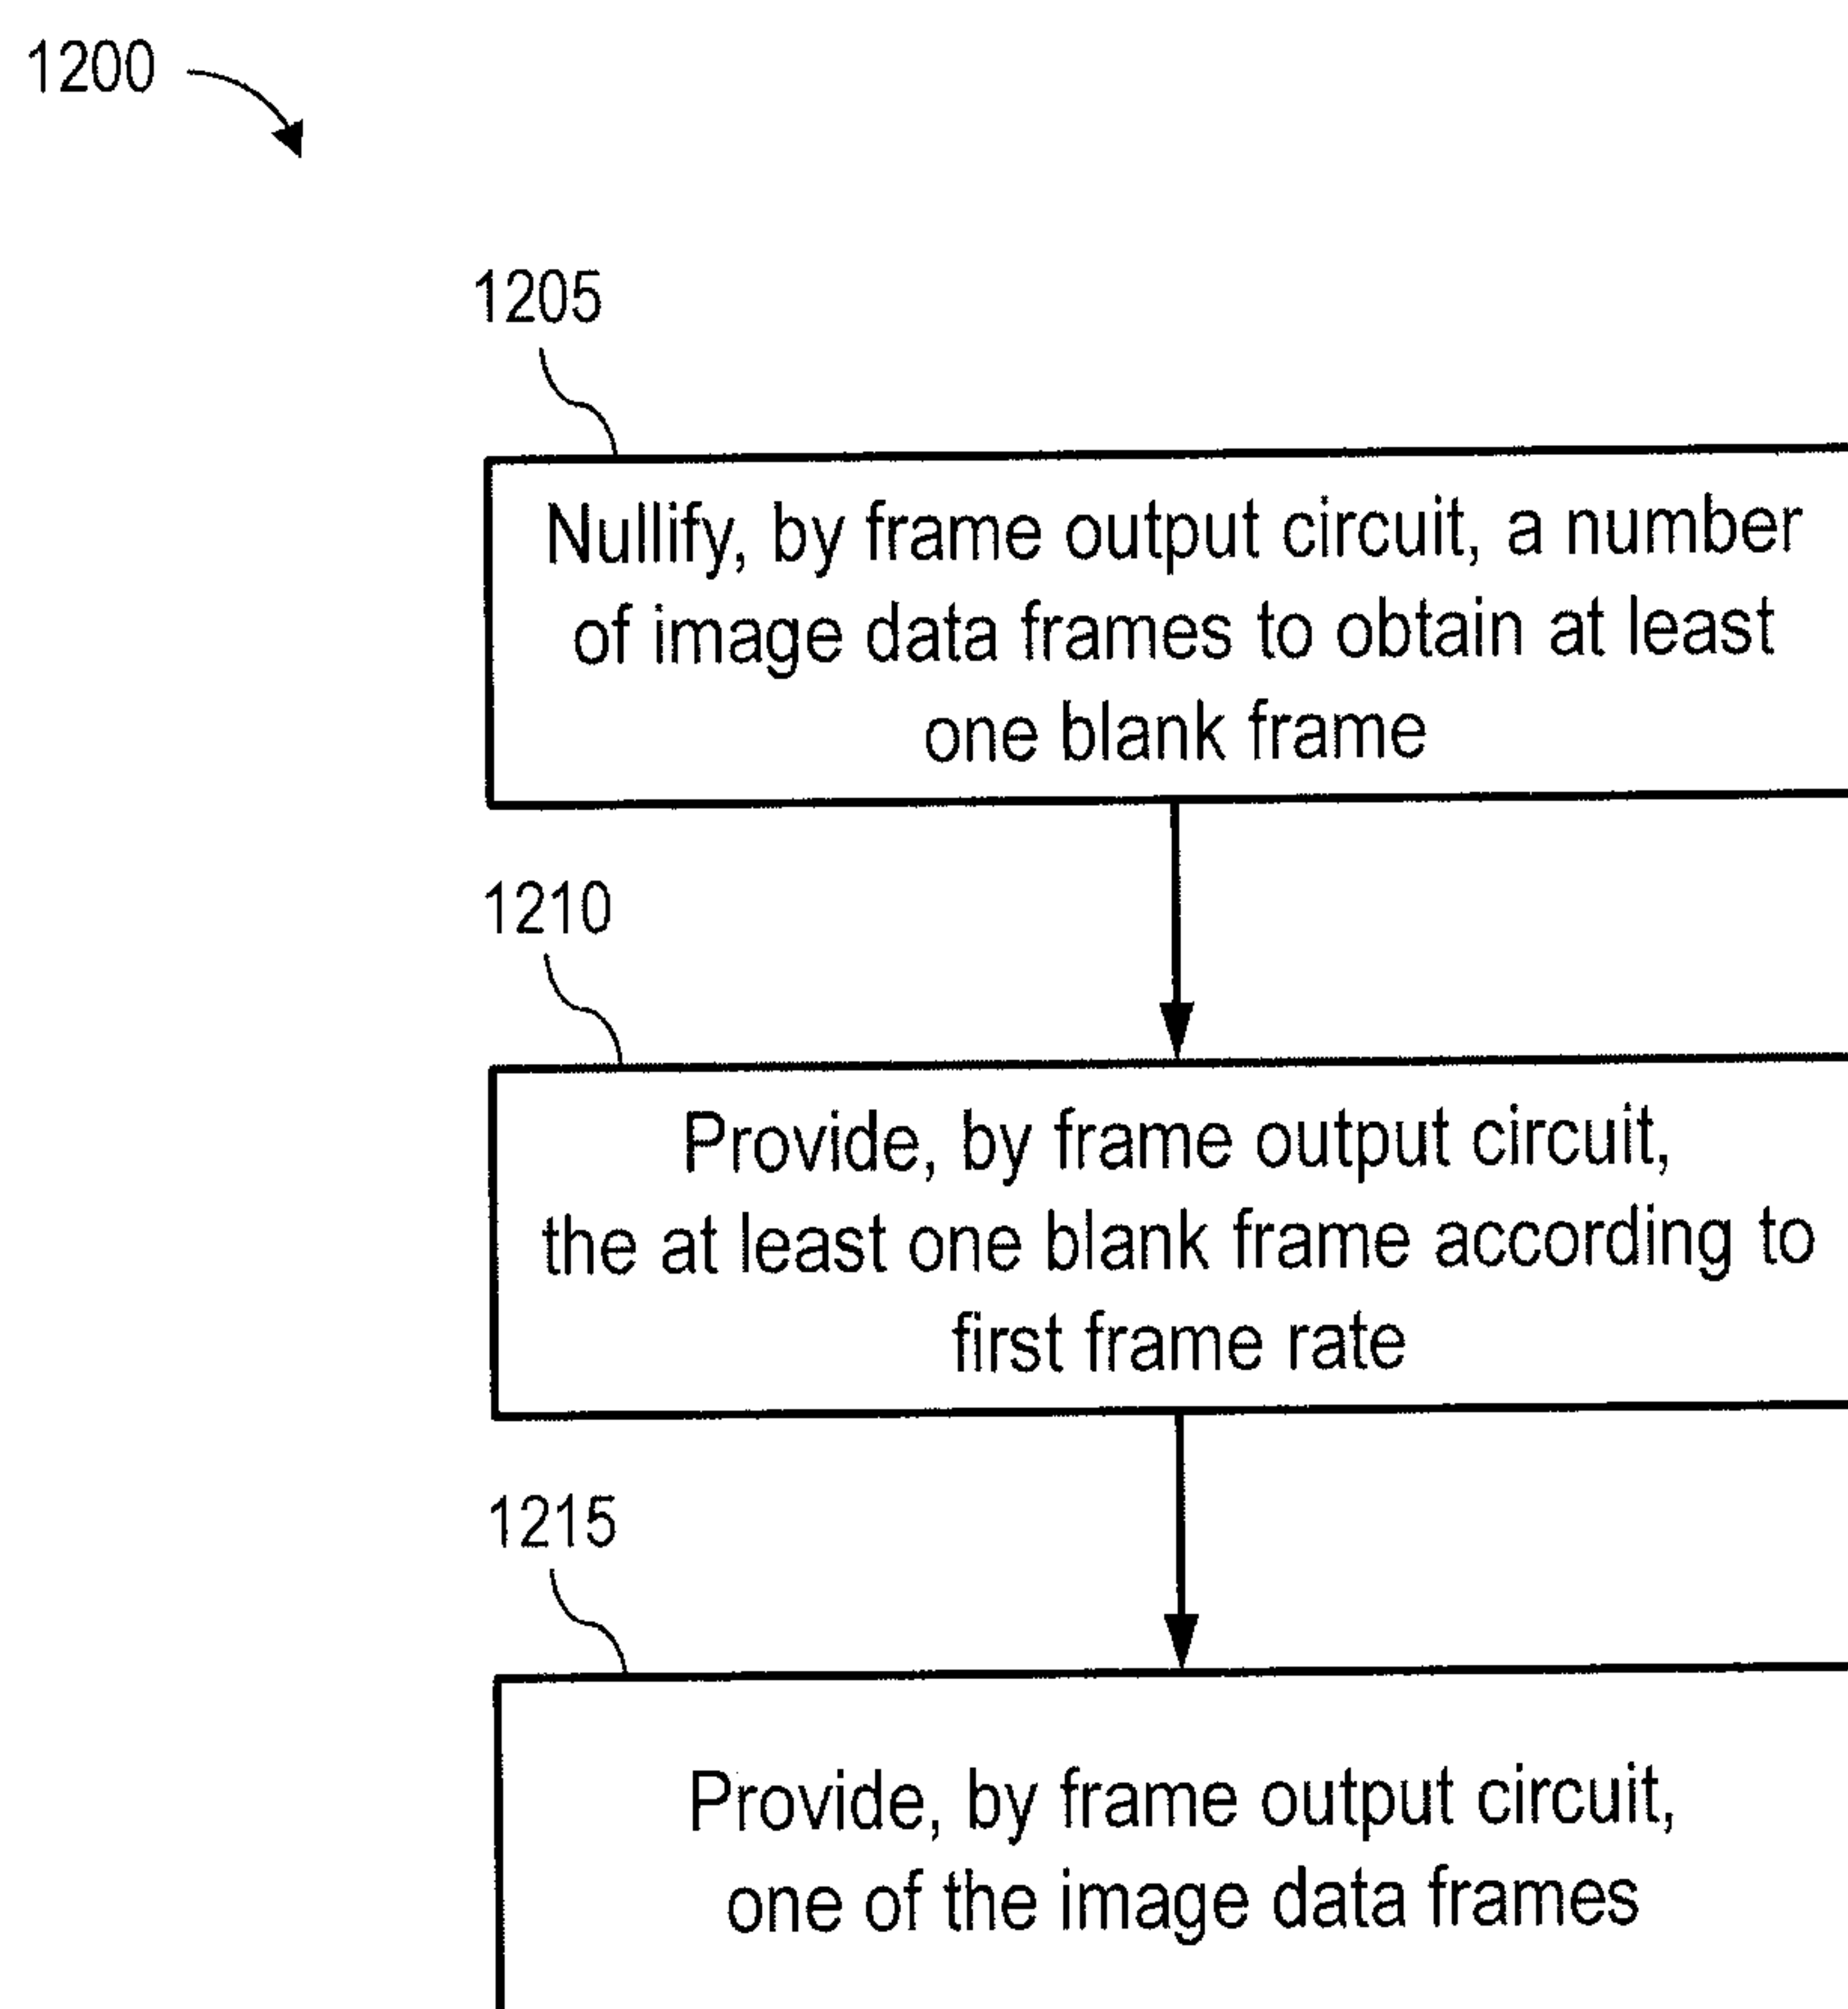 1200
1205
Nullify, by frame output circuit, a number
of image data frames to obtain at least
one blank frame
1210
Provide, by frame output circuit,
the at least one blank frame according to
first frame rate
1215
Provide, by frame output circuit,
one of the image data frames